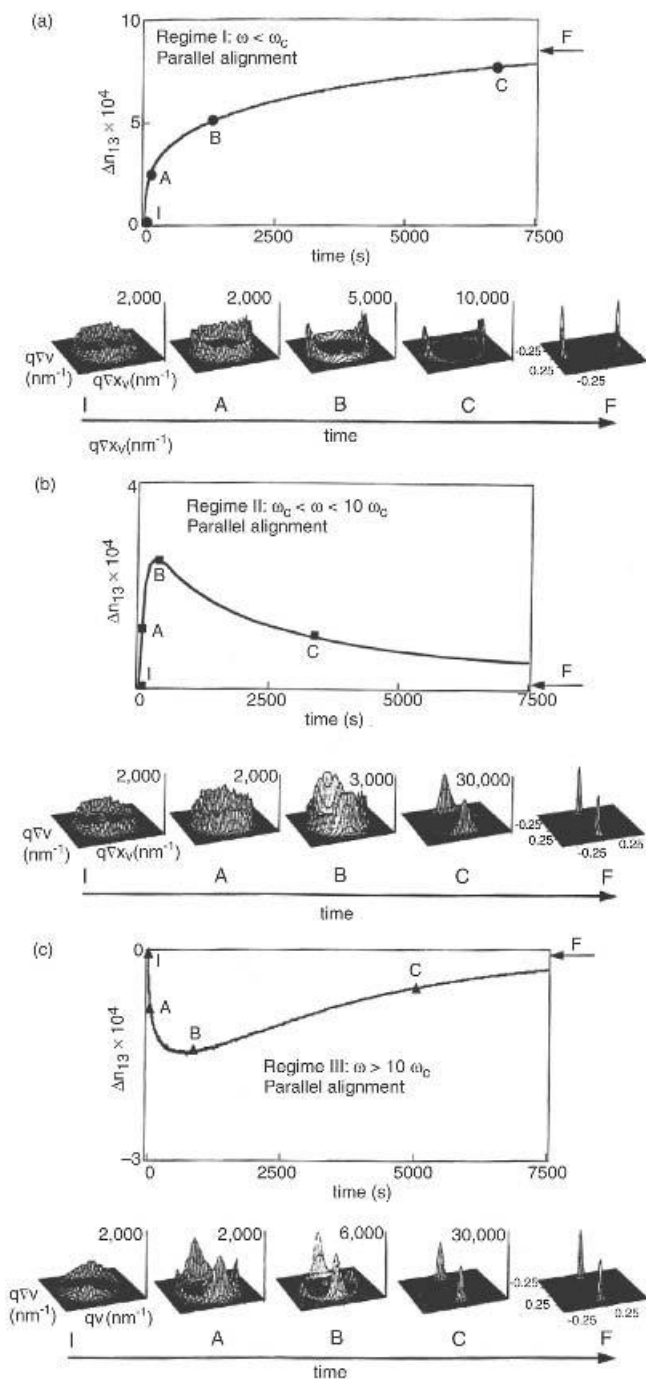 (a)
10
Regime I: ω < ωc
Parallel alignment
F
C
Δn13 × 10⁴
5
B
A
I
0
0 2500 5000 7500
time (s)
2,000 2,000 5,000 10,000
q∇v
(nm⁻¹)
q∇xv(nm⁻¹)
-0.25
0.25
-0.25
I A B C F
time
q∇xv(nm⁻¹)
(b)
4
Regime II: ωc < ω < 10 ωc
Parallel alignment
Δn13 × 10⁴
B
A
C
I
F
0
0 2500 5000 7500
time (s)
2,000 2,000 3,000 30,000
q∇v
(nm⁻¹)
q∇xv(nm⁻¹)
-0.25
0.25
-0.25
0.25
I A B C F
time
(c)
0
F
I
C
A
B
Δn13 × 10⁴
Regime III: ω > 10 ωc
Parallel alignment
-3
0 2500 5000 7500
time (s)
2,000 2,000 6,000 30,000
q∇v
(nm⁻¹)
qv(nm⁻¹)
-0.25
0.25
-0.25
0.25
I A B C F
time